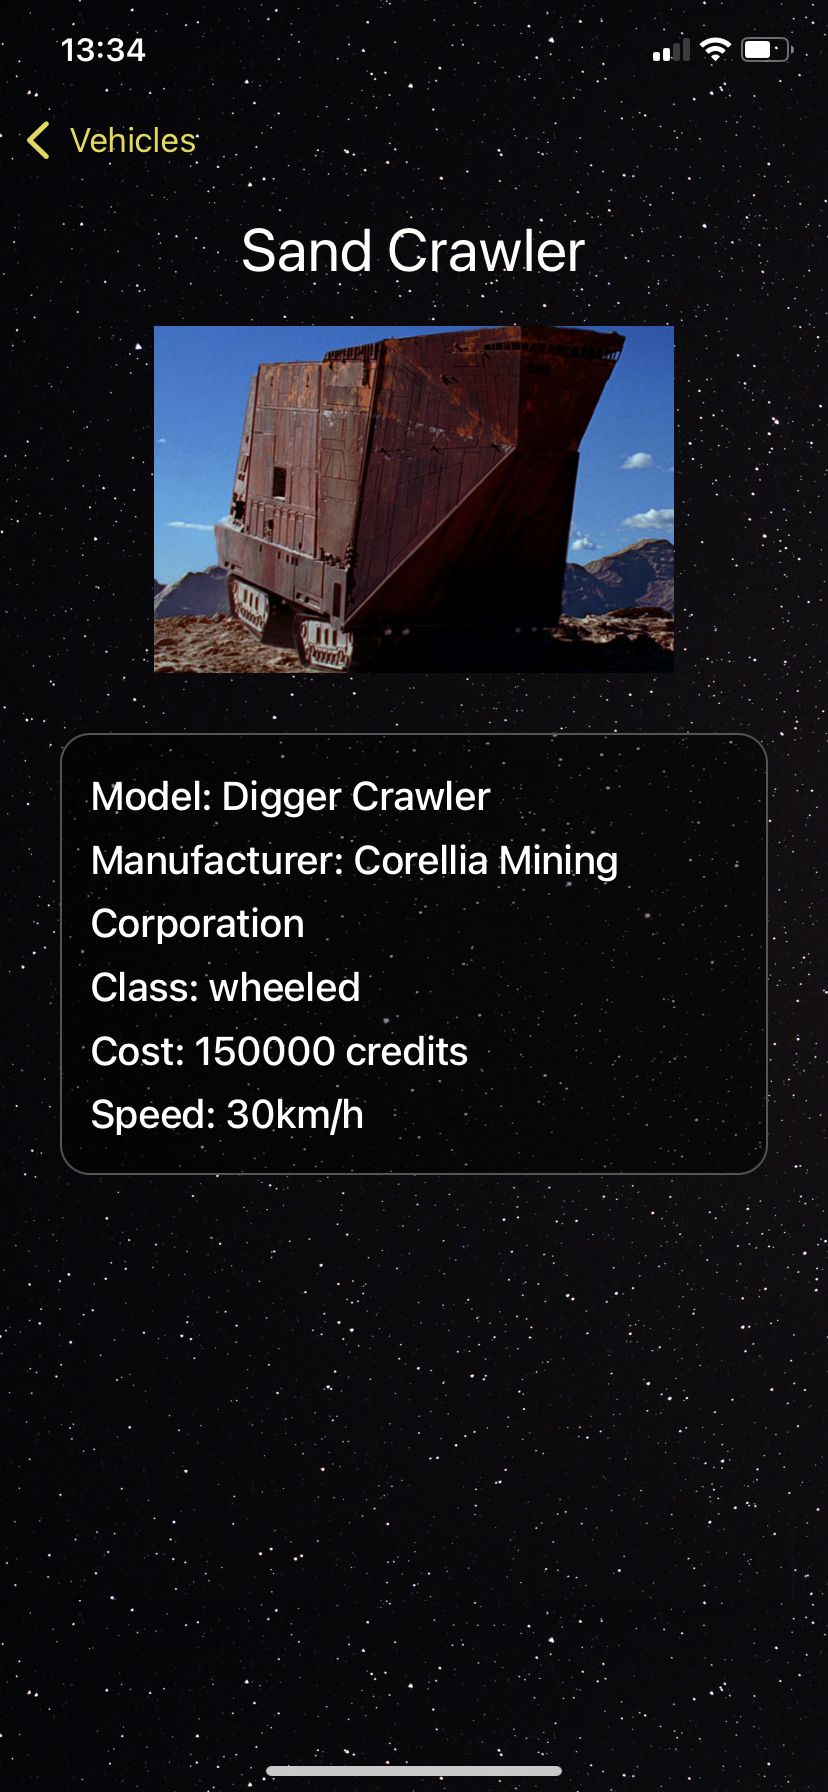 13:34
Vehicles
Sand Crawler
Model: Digger Crawler
Manufacturer: Corellia Mining
Corporation
Class: wheeled
Cost: 150000 credits
Speed: 30km/h